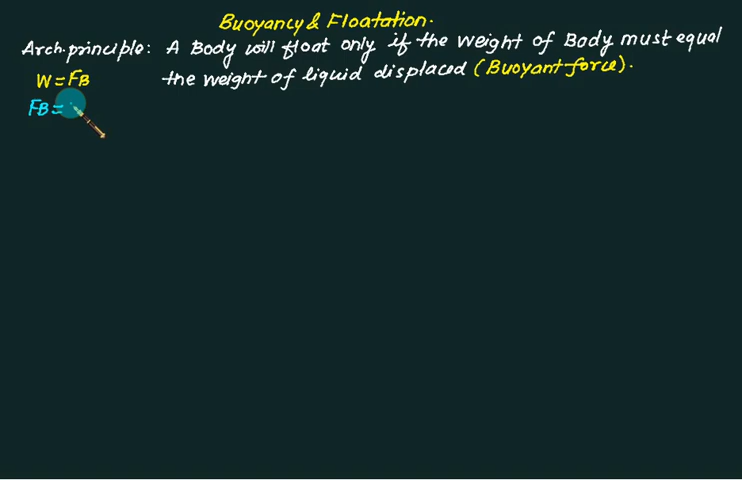 Buoyancy & Floatation.
Arch.principle: A Body will float only if the weight of Body must equal
the weight of liquid displaced (Buoyant force).
W = FB
FB =